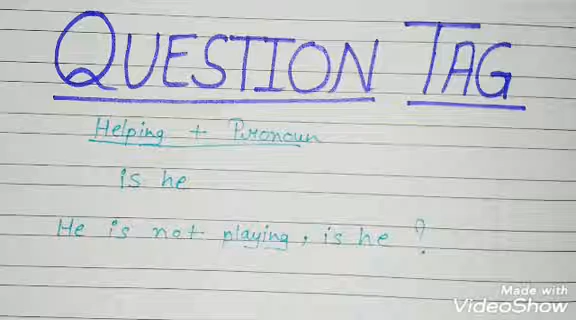 QUESTION TAG
Helping + Pronoun
is he
He is not playing, is he ?
Made with
VideoShow